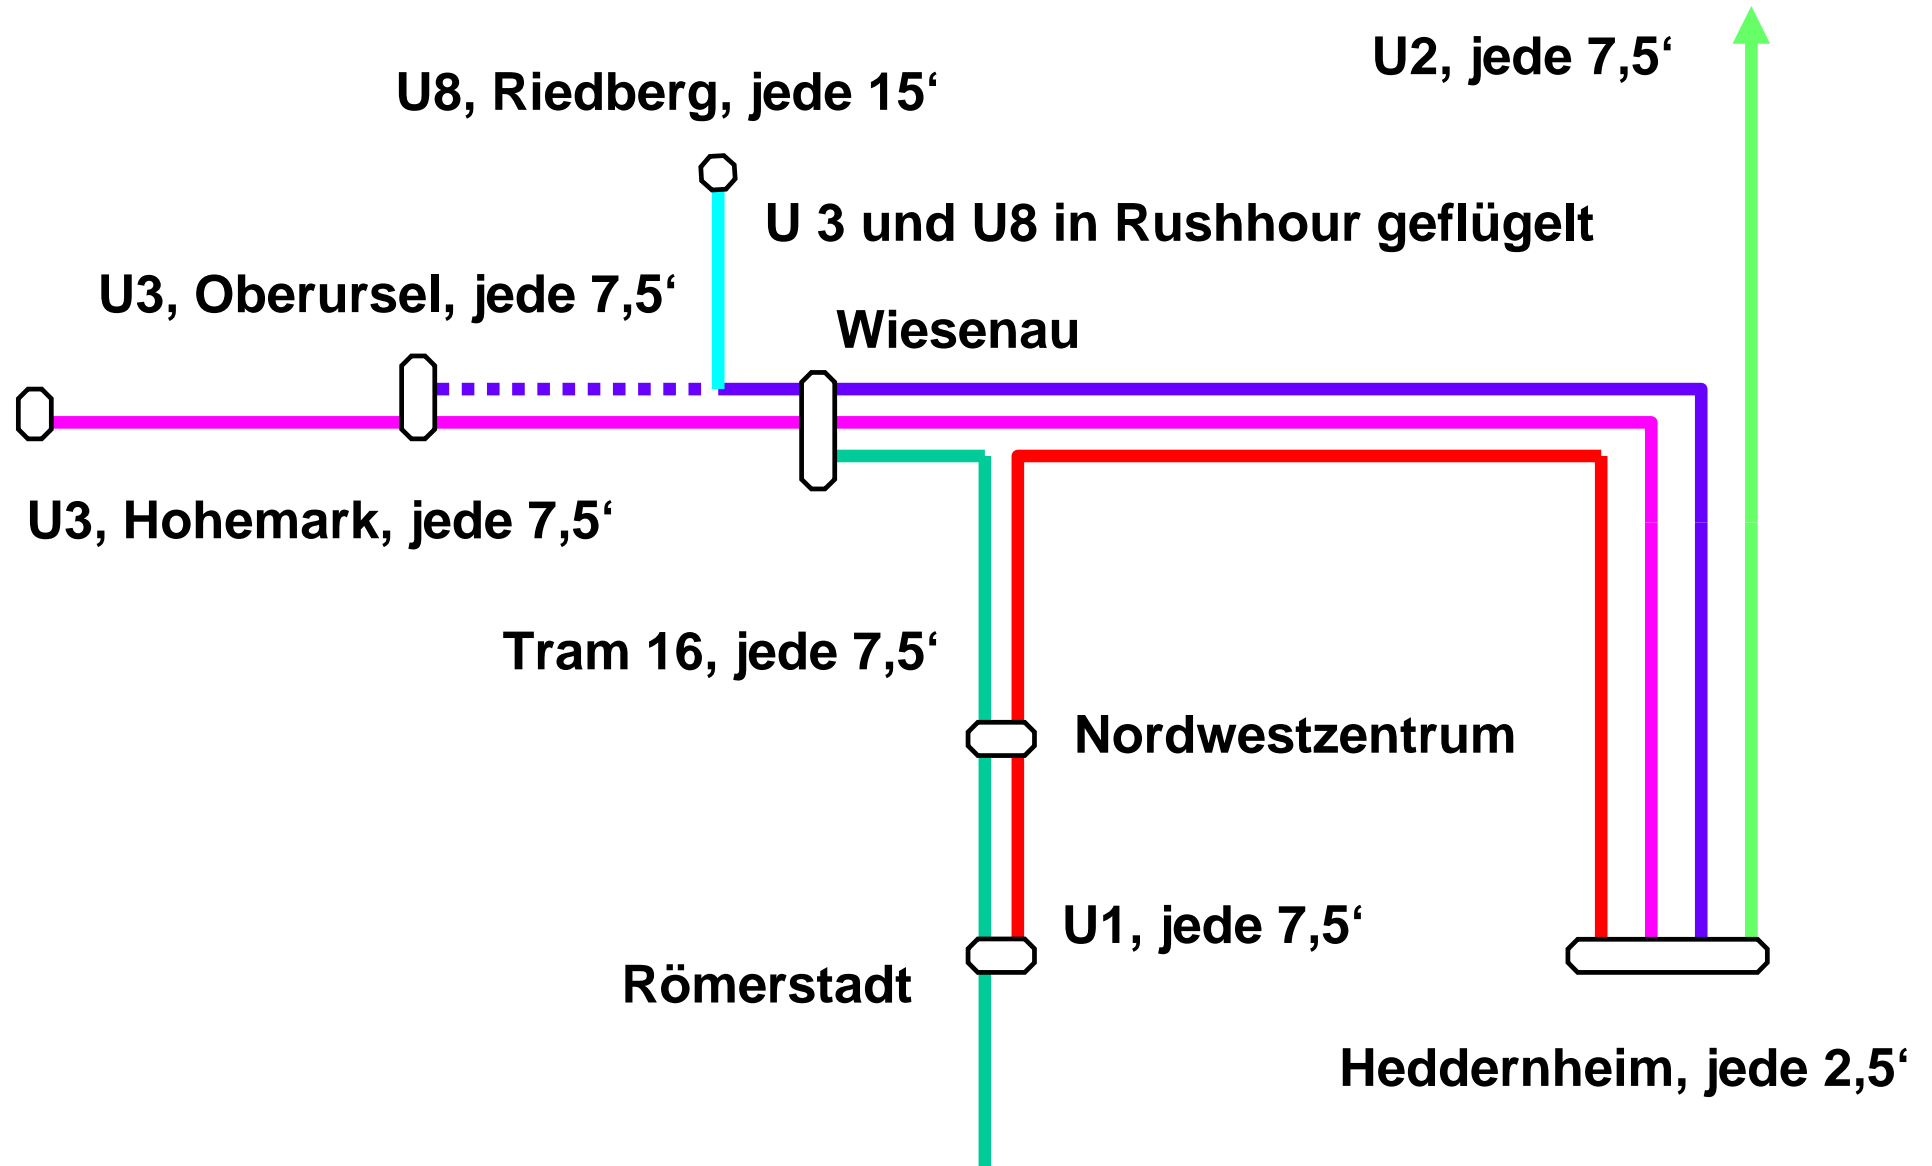 U2, jede 7,5‘
U8, Riedberg, jede 15‘
U 3 und U8 in Rushhour geflügelt
U3, Oberursel, jede 7,5‘
Wiesenau
U3, Hohemark, jede 7,5‘
Tram 16, jede 7,5‘
Nordwestzentrum
U1, jede 7,5‘
Römerstadt
Heddernheim, jede 2,5‘